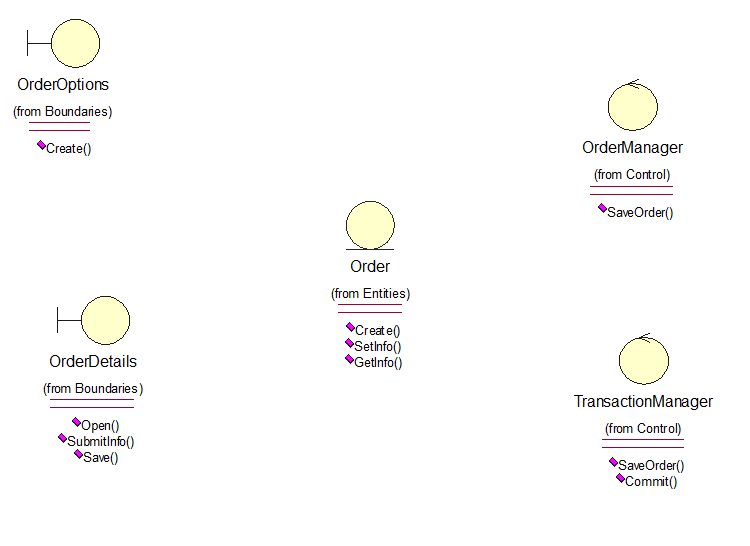 OrderOptions
(from Boundaries)
Create()
OrderManager
(from Control)
SaveOrder()
Order
(from Entities)
Create()
SetInfo()
GetInfo()
OrderDetails
(from Boundaries)
Open()
SubmitInfo()
Save()
TransactionManager
(from Control)
SaveOrder()
Commit()